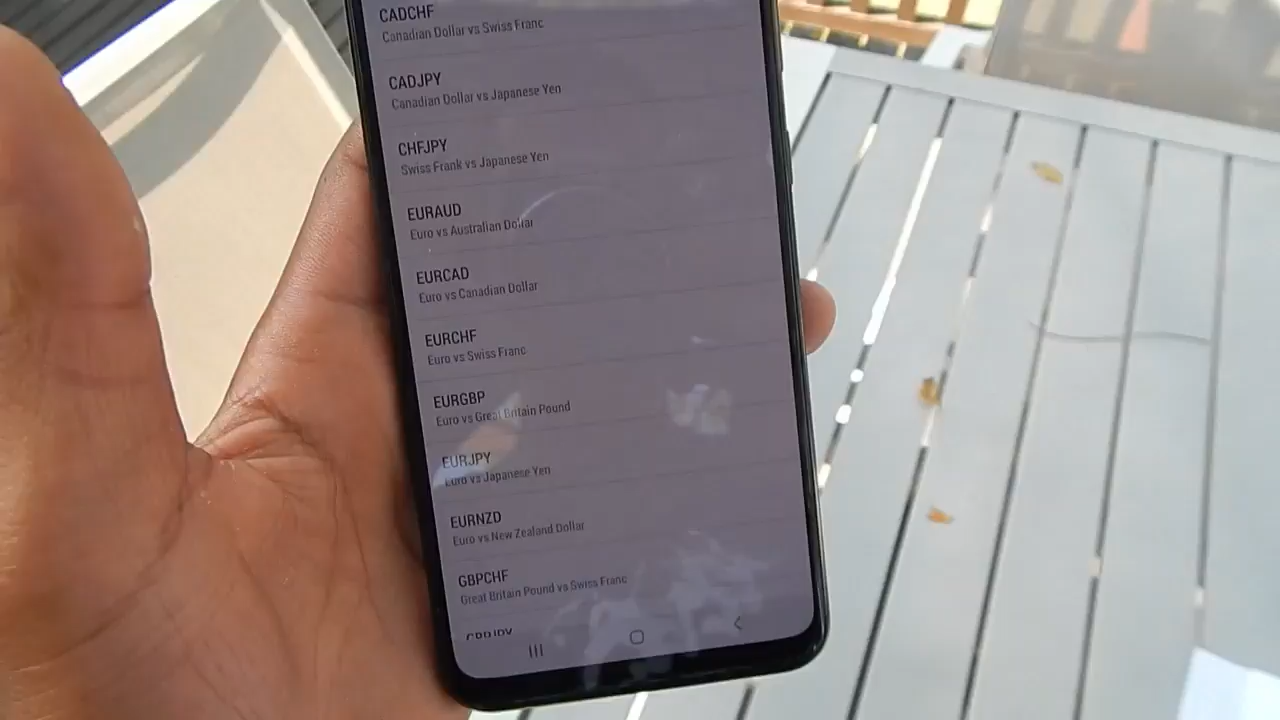 CADCHF
Canadian Dollar vs Swiss Franc
CADJPY
Canadian Dollar vs Japanese Yen
CHFJPY
Swiss Frank vs Japanese Yen
EURAUD
Euro vs Australian Dollar
EURCAD
Euro vs Canadian Dollar
EURCHF
Euro vs Swiss Franc
EURGBP
Euro vs Great Britain Pound
EURJPY
Euro vs Japanese Yen
EURNZD
Euro vs New Zealand Dollar
GBPCHF
Great Britain Pound vs Swiss Franc